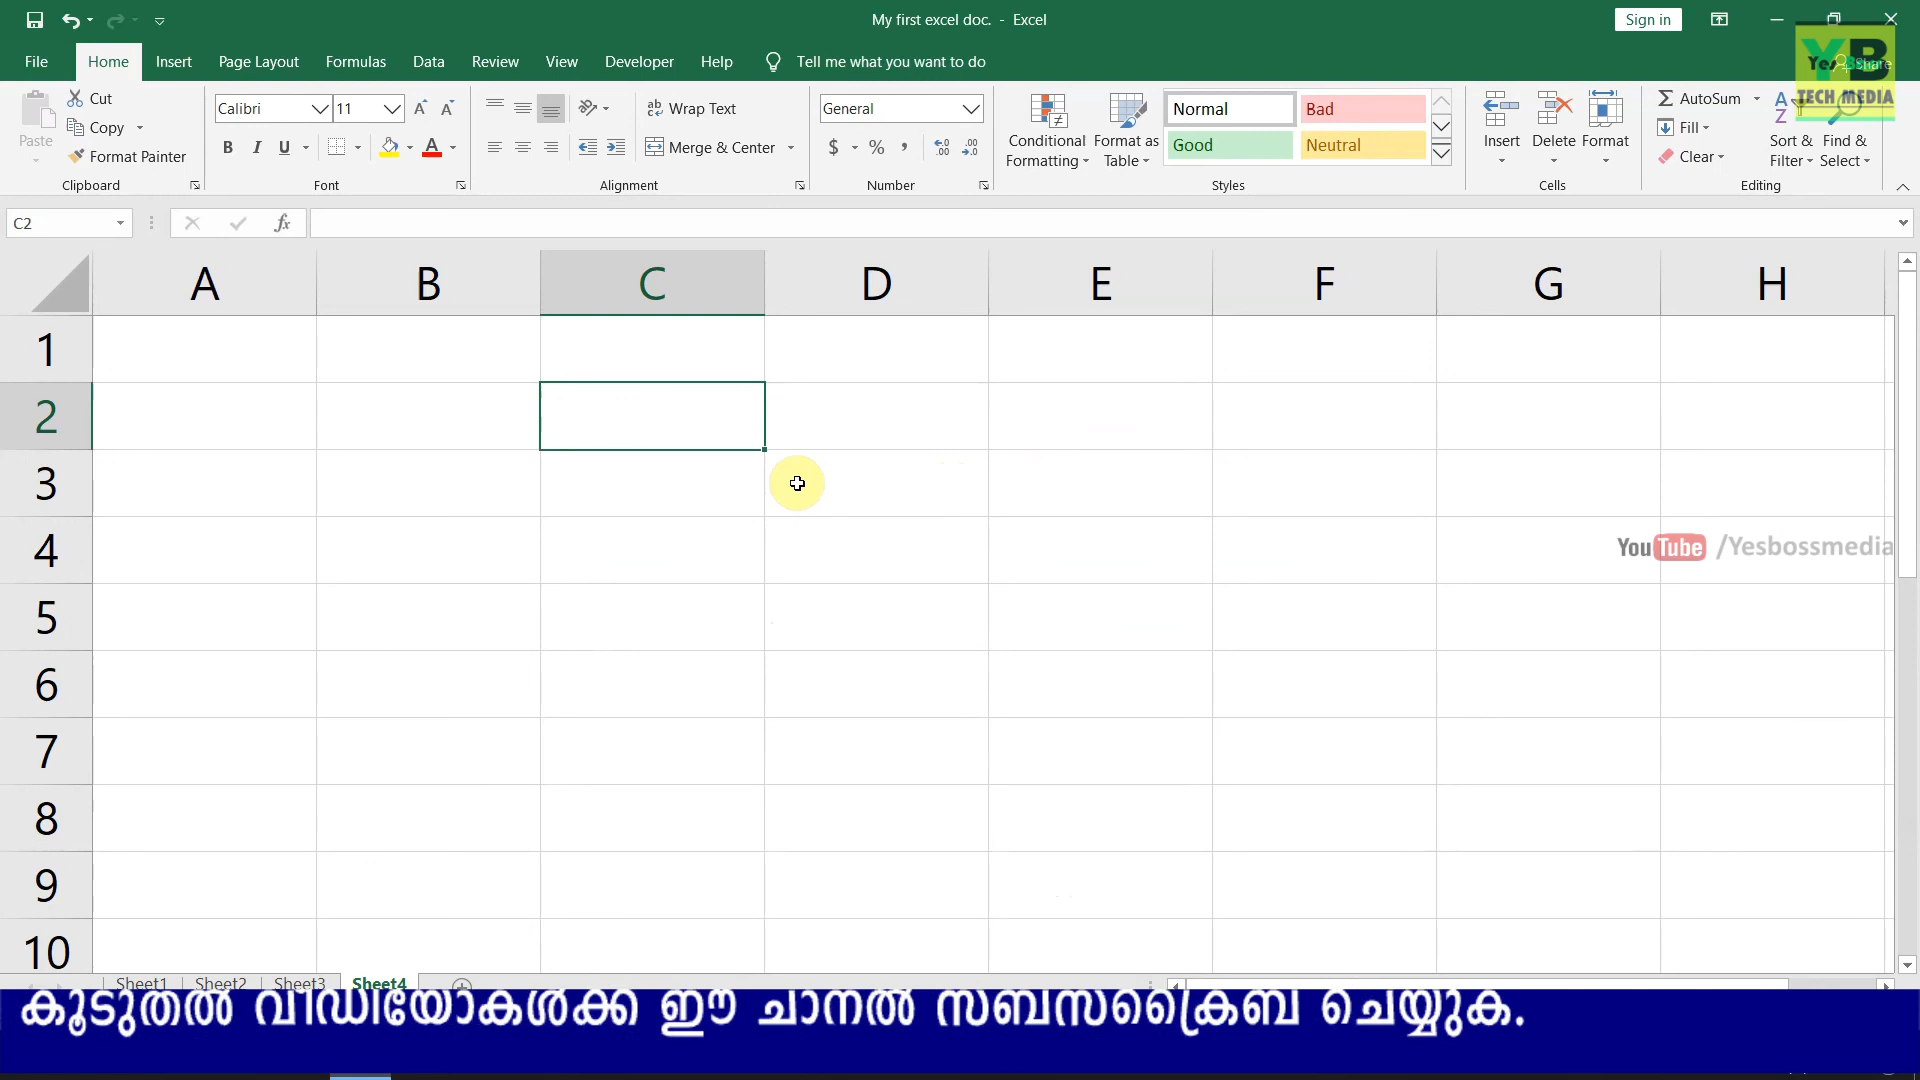 My first excel doc. - Excel
Sign in
File Home Insert Page Layout Formulas Data Review View Developer Help Tell me what you want to do Share
YB
Yes Boss
TECH MEDIA
Paste
Cut
Copy
Format Painter
Clipboard
Calibri 11
B I U
Font
Wrap Text
Merge & Center
Alignment
General
$ % ,
Number
Conditional Formatting
Format as Table
Normal Bad
Good Neutral
Styles
Insert Delete Format
Cells
AutoSum
Fill
Clear
Sort & Filter
Find & Select
Editing
C2 fx
A B C D E F G H
1
2
3
4
YouTube /Yesbossmedia
5
6
7
8
9
10
Sheet1 Sheet2 Sheet3 Sheet4
കൂടുതൽ വീഡിയോകൾക്ക് ഈ ചാനൽ സബ്സ്ക്രൈബ് ചെയ്യുക.